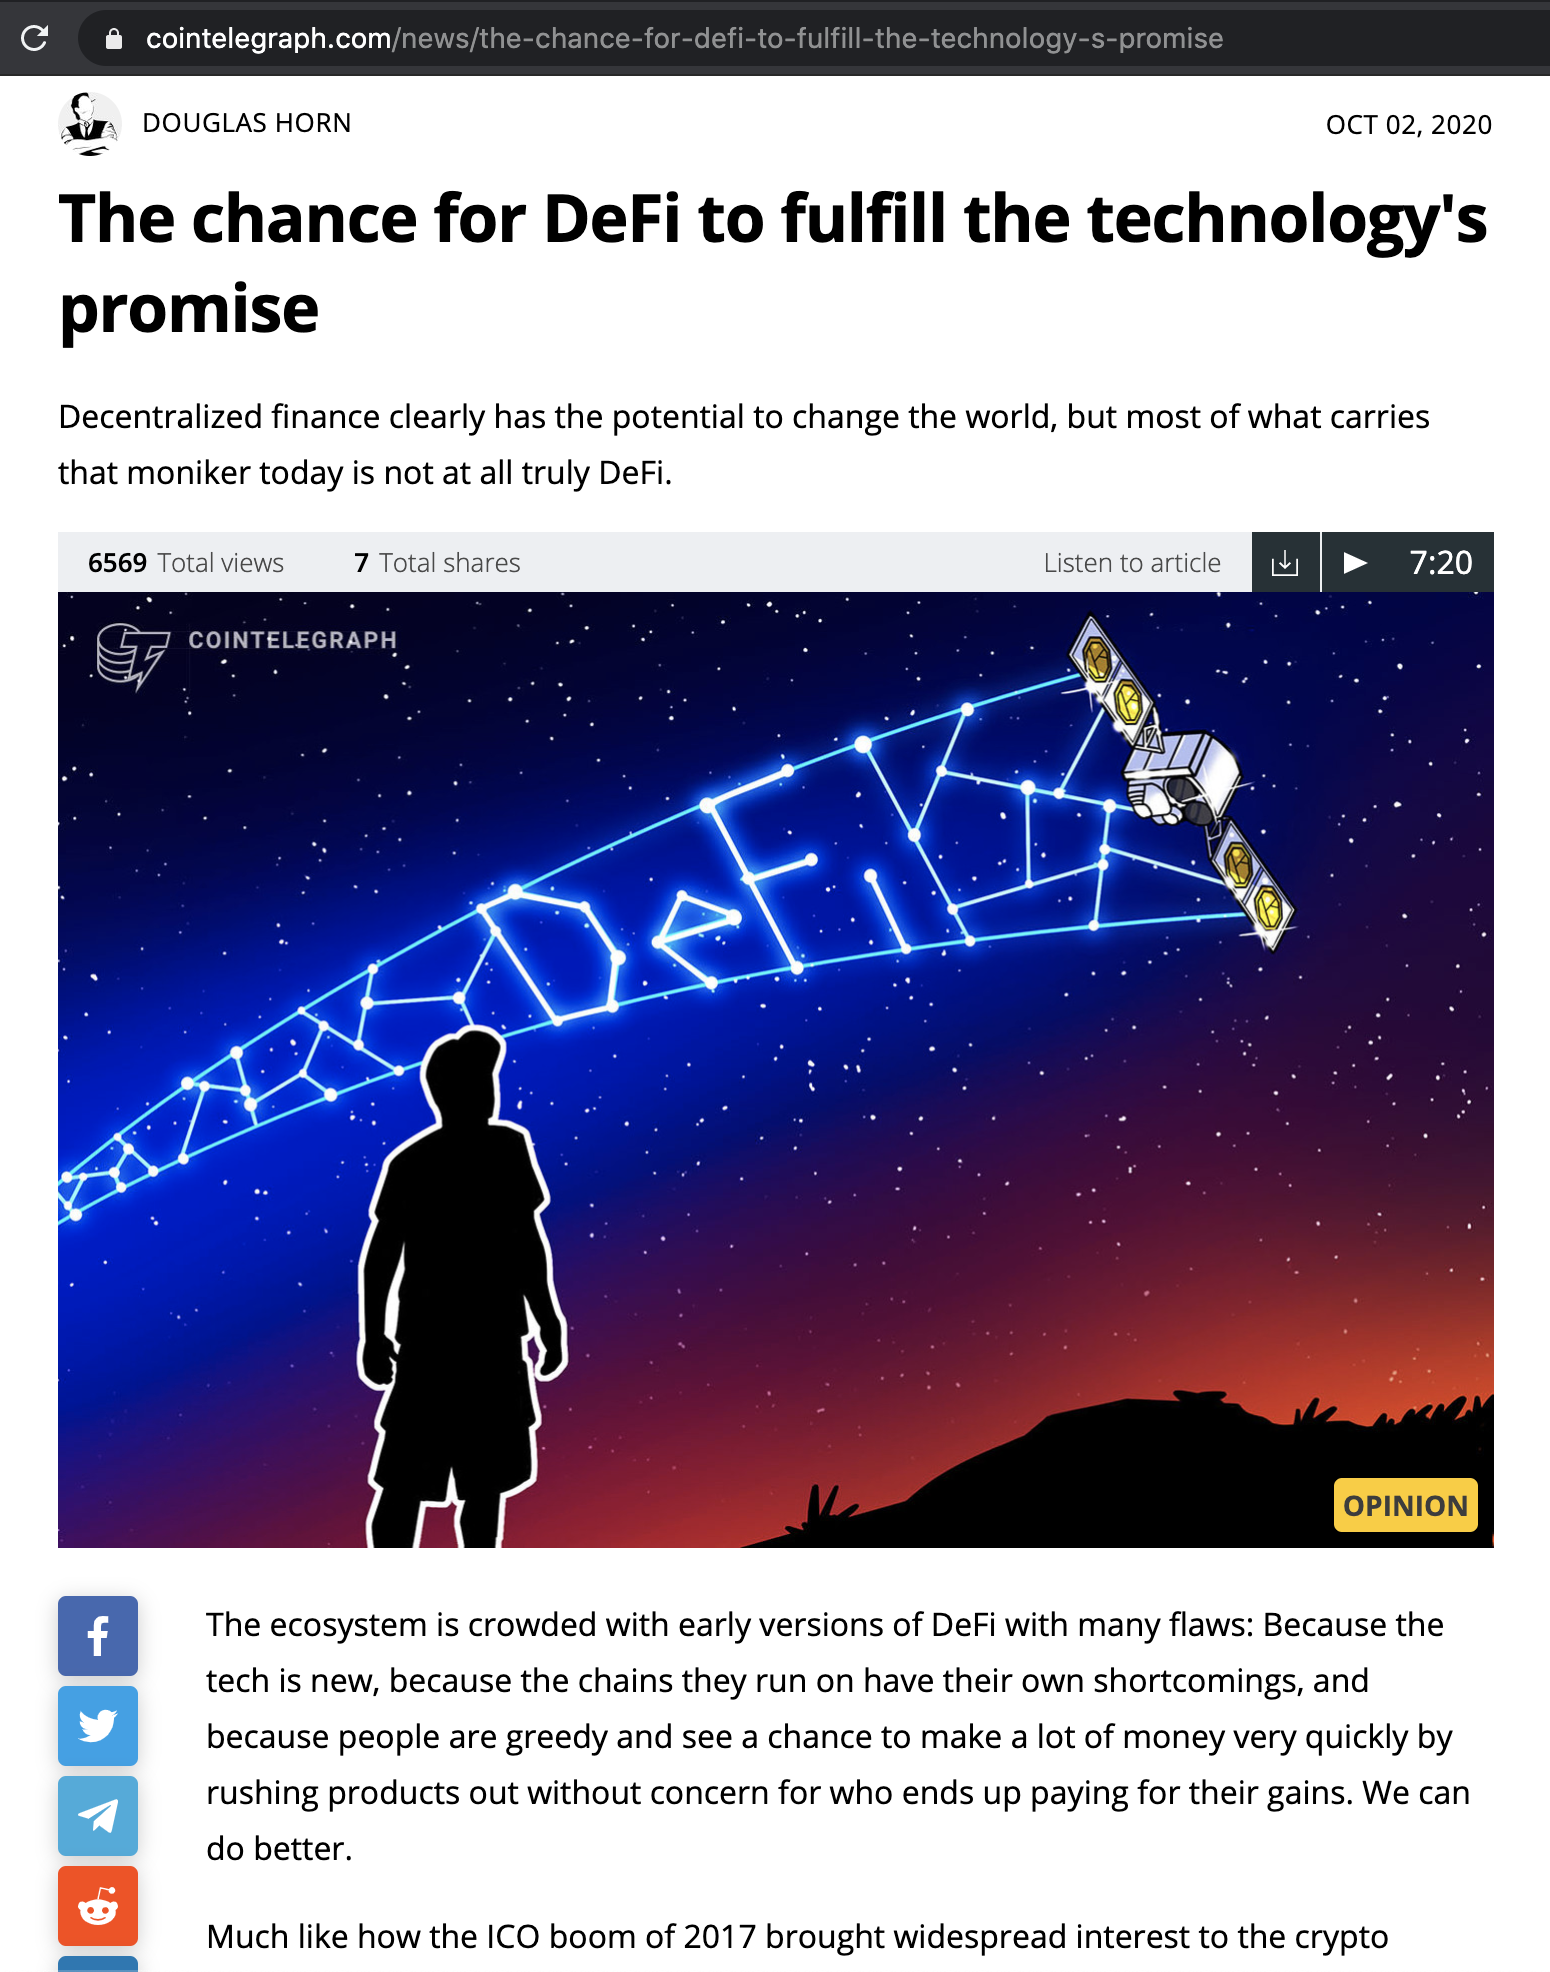 cointelegraph.com/news/the-chance-for-defi-to-fulfill-the-technology-s-promise
DOUGLAS HORN
OCT 02, 2020
The chance for DeFi to fulfill the technology's
promise
Decentralized finance clearly has the potential to change the world, but most of what carries
that moniker today is not at all truly DeFi.
6569 Total views
7 Total shares
Listen to article
7:20
COINTELEGRAPH
DeFi
OPINION
The ecosystem is crowded with early versions of DeFi with many flaws: Because the
tech is new, because the chains they run on have their own shortcomings, and
because people are greedy and see a chance to make a lot of money very quickly by
rushing products out without concern for who ends up paying for their gains. We can
do better.
Much like how the ICO boom of 2017 brought widespread interest to the crypto